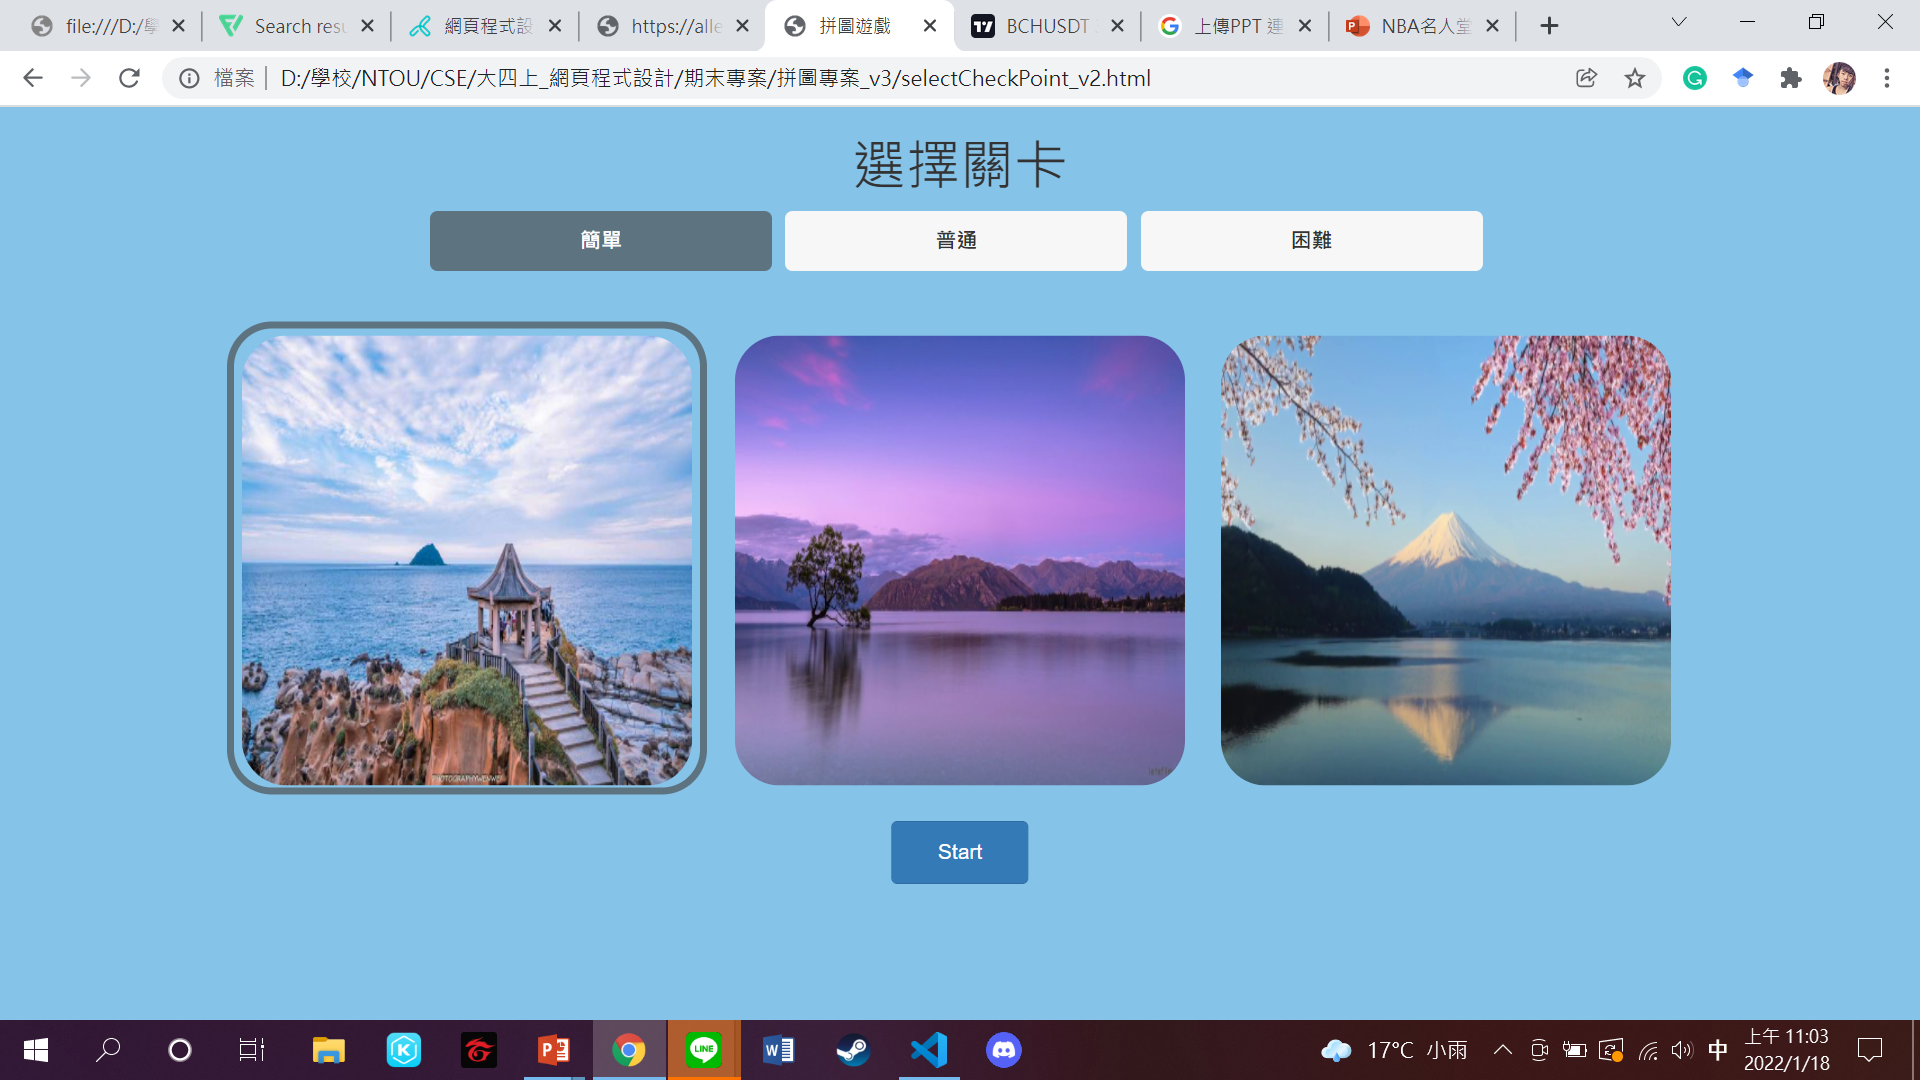 file:///D:/學
Search resu
網頁程式設
https://alle
拼圖遊戲
BCHUSDT
上傳PPT 連
NBA名人堂
檔案
D:/學校/NTOU/CSE/大四上_網頁程式設計/期末專案/拼圖專案_v3/selectCheckPoint_v2.html
選擇關卡
簡單
普通
困難
Start
17°C 小雨
中
上午 11:03
2022/1/18
LINE